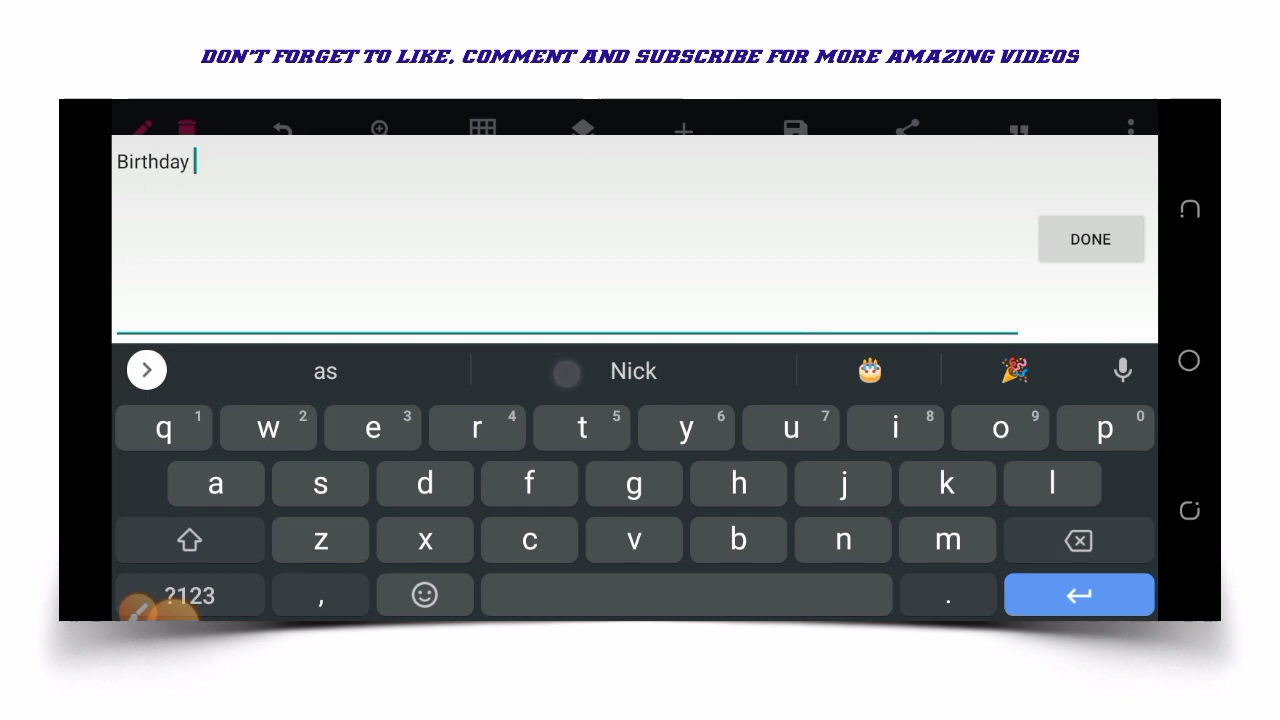 DON'T FORGET TO LIKE, COMMENT AND SUBSCRIBE FOR MORE AMAZING VIDEOS
Birthday
DONE
as Nick
q 1 w 2 e 3 r 4 t 5 y 6 u 7 i 8 o 9 p 0
a s d f g h j k l
z x c v b n m
?123 , .